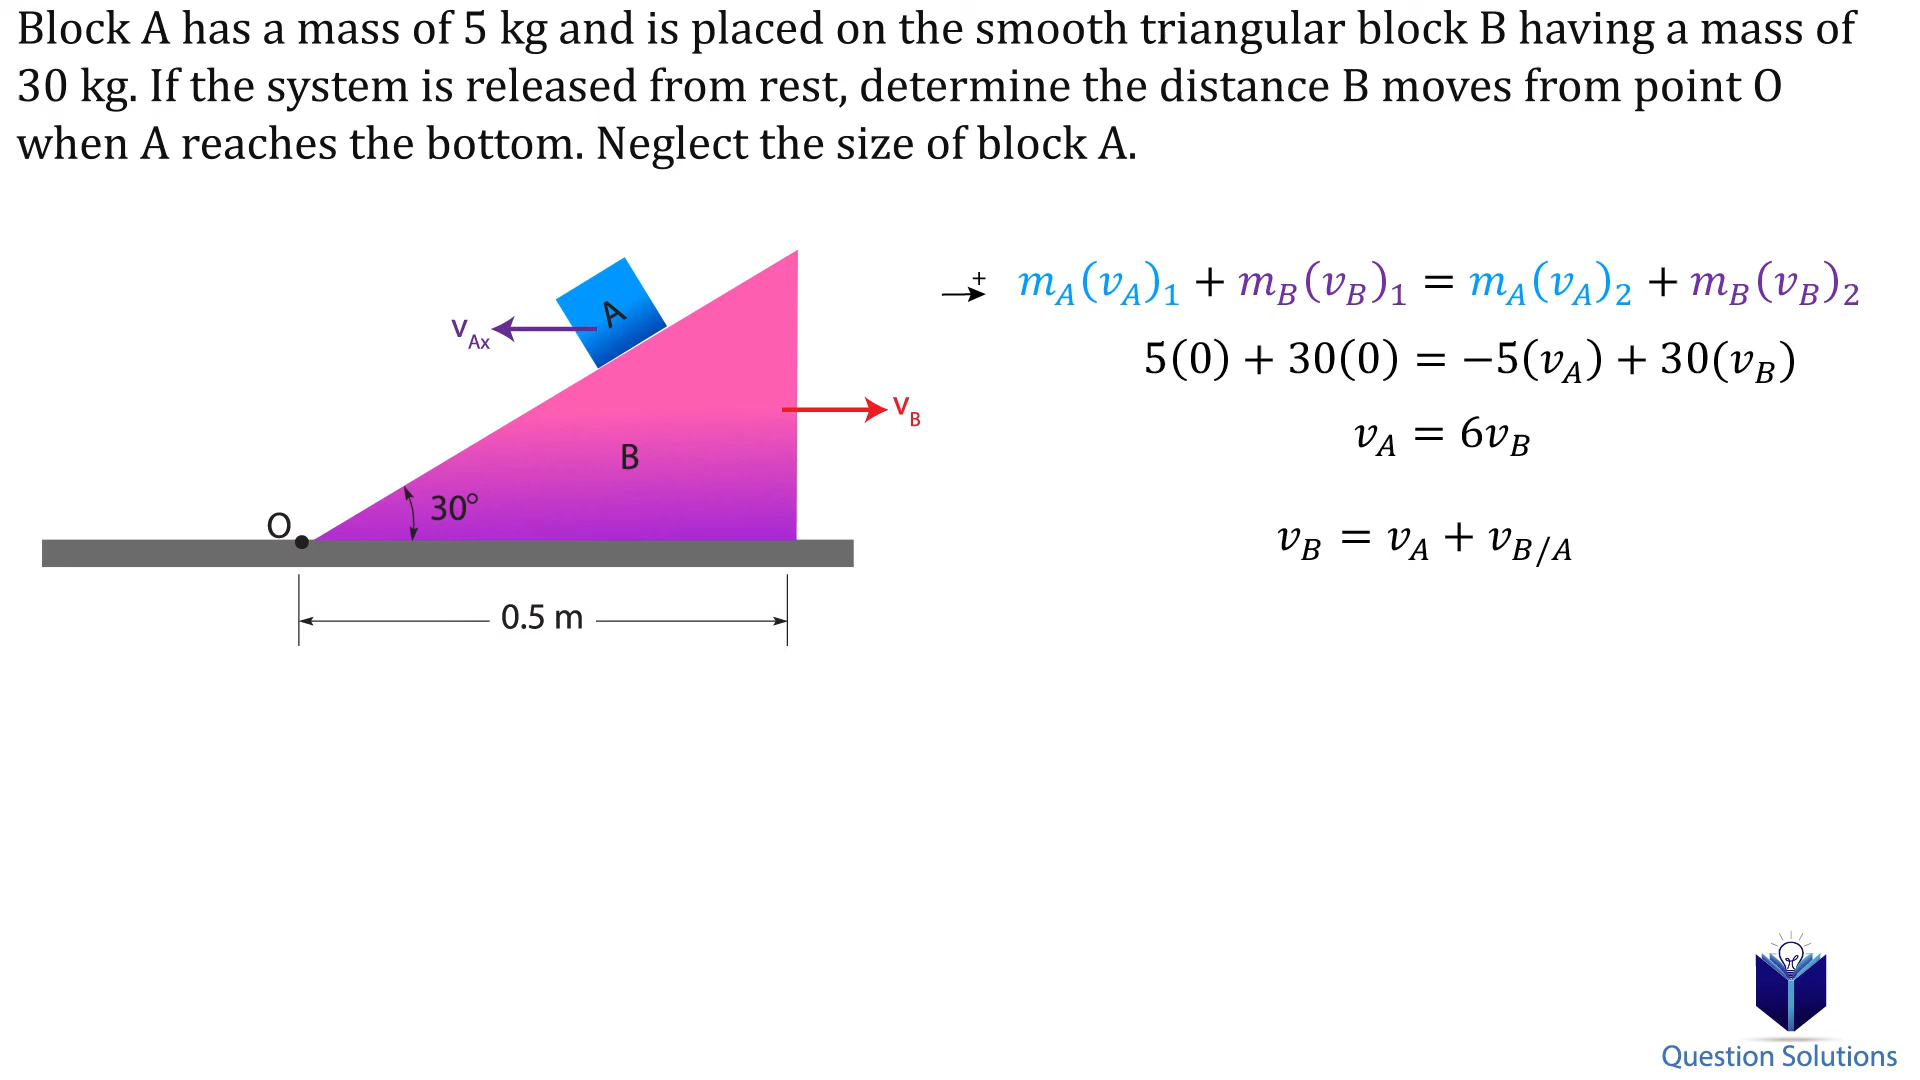 Block A has a mass of 5 kg and is placed on the smooth triangular block B having a mass of
30 kg. If the system is released from rest, determine the distance B moves from point O
when A reaches the bottom. Neglect the size of block A.
A
v_Ax
v_B
B
30°
O
0.5 m
→+ m_A(v_A)_1 + m_B(v_B)_1 = m_A(v_A)_2 + m_B(v_B)_2
5(0) + 30(0) = −5(v_A) + 30(v_B)
v_A = 6v_B
v_B = v_A + v_B/A
Question Solutions